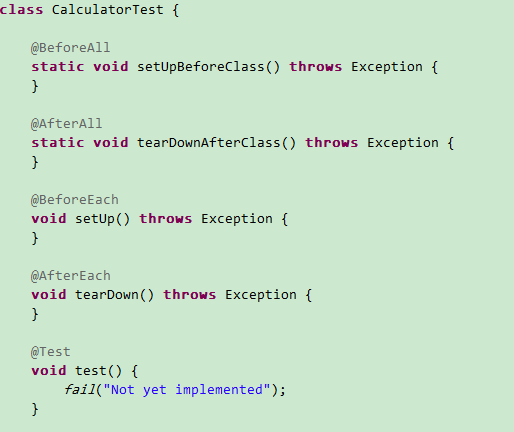 class CalculatorTest {
@BeforeAll
static void setUpBeforeClass() throws Exception {
}
@AfterAll
static void tearDownAfterClass() throws Exception {
}
@BeforeEach
void setUp() throws Exception {
}
@AfterEach
void tearDown() throws Exception {
}
@Test
void test() {
fail("Not yet implemented");
}